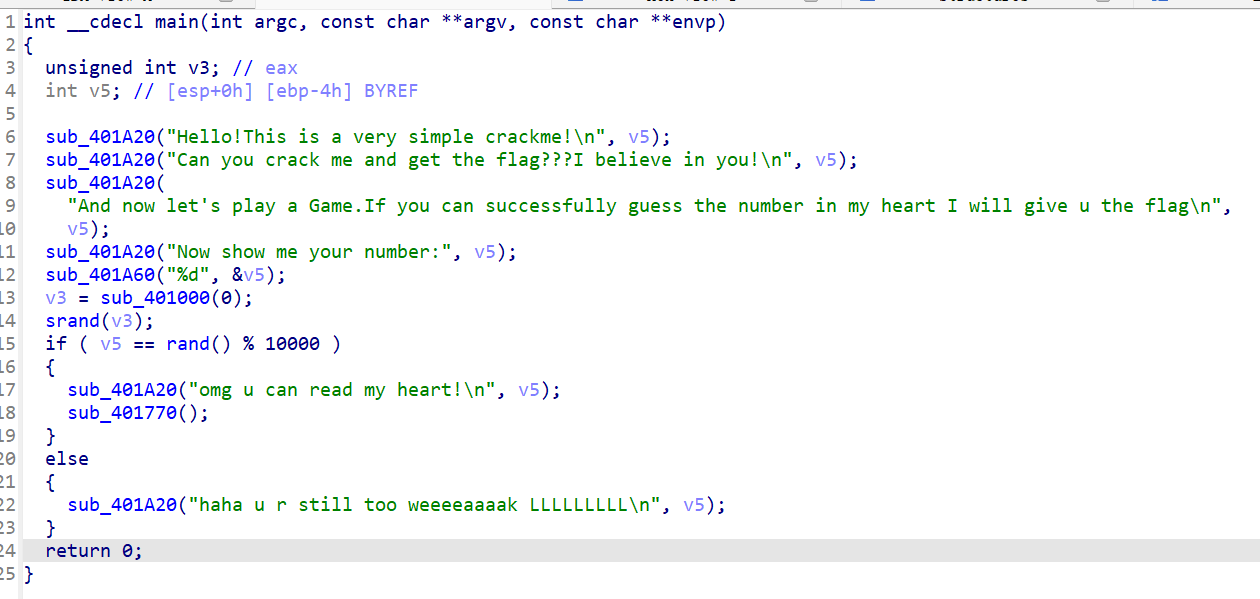 1 int __cdecl main(int argc, const char **argv, const char **envp)
2 {
3 unsigned int v3; // eax
4 int v5; // [esp+0h] [ebp-4h] BYREF
5
6 sub_401A20("Hello!This is a very simple crackme!\n", v5);
7 sub_401A20("Can you crack me and get the flag???I believe in you!\n", v5);
8 sub_401A20(
9 "And now let's play a Game.If you can successfully guess the number in my heart I will give u the flag\n",
10 v5);
11 sub_401A20("Now show me your number:", v5);
12 sub_401A60("%d", &v5);
13 v3 = sub_401000(0);
14 srand(v3);
15 if ( v5 == rand() % 10000 )
16 {
17 sub_401A20("omg u can read my heart!\n", v5);
18 sub_401770();
19 }
20 else
21 {
22 sub_401A20("haha u r still too weeeeaaaak LLLLLLLLL\n", v5);
23 }
24 return 0;
25 }